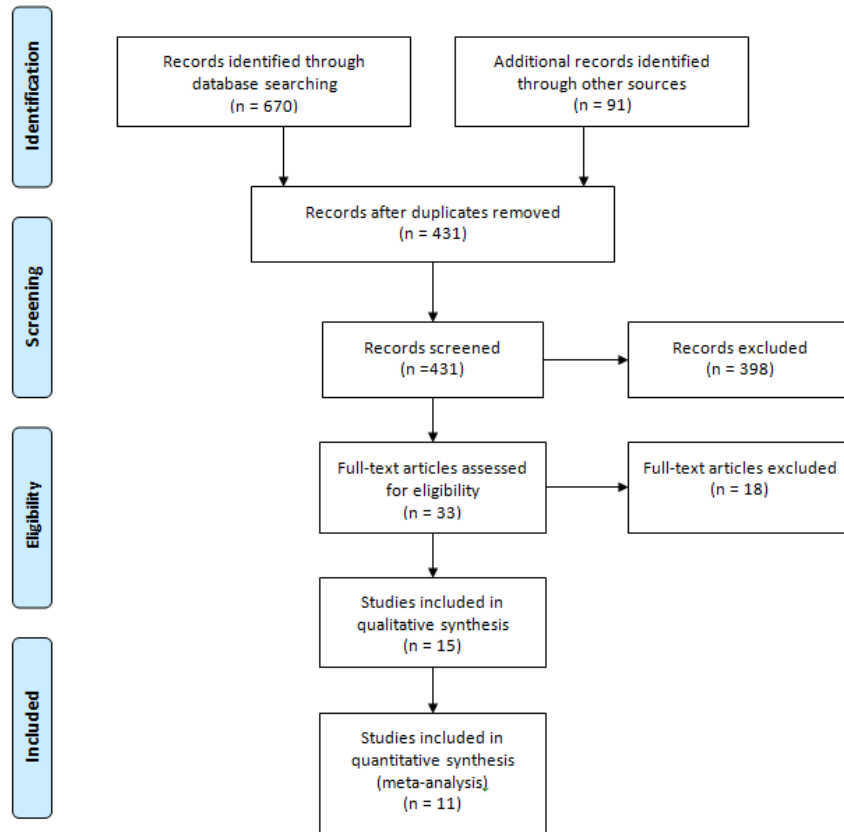 Identification
Records identified through
database searching
(n = 670)
Additional records identified
through other sources
(n = 91)
Records after duplicates removed
(n = 431)
Screening
Records screened
(n =431)
Records excluded
(n = 398)
Eligibility
Full-text articles assessed
for eligibility
(n = 33)
Full-text articles excluded
(n = 18)
Studies included in
qualitative synthesis
(n = 15)
Included
Studies included in
quantitative synthesis
(meta-analysis)
(n = 11)